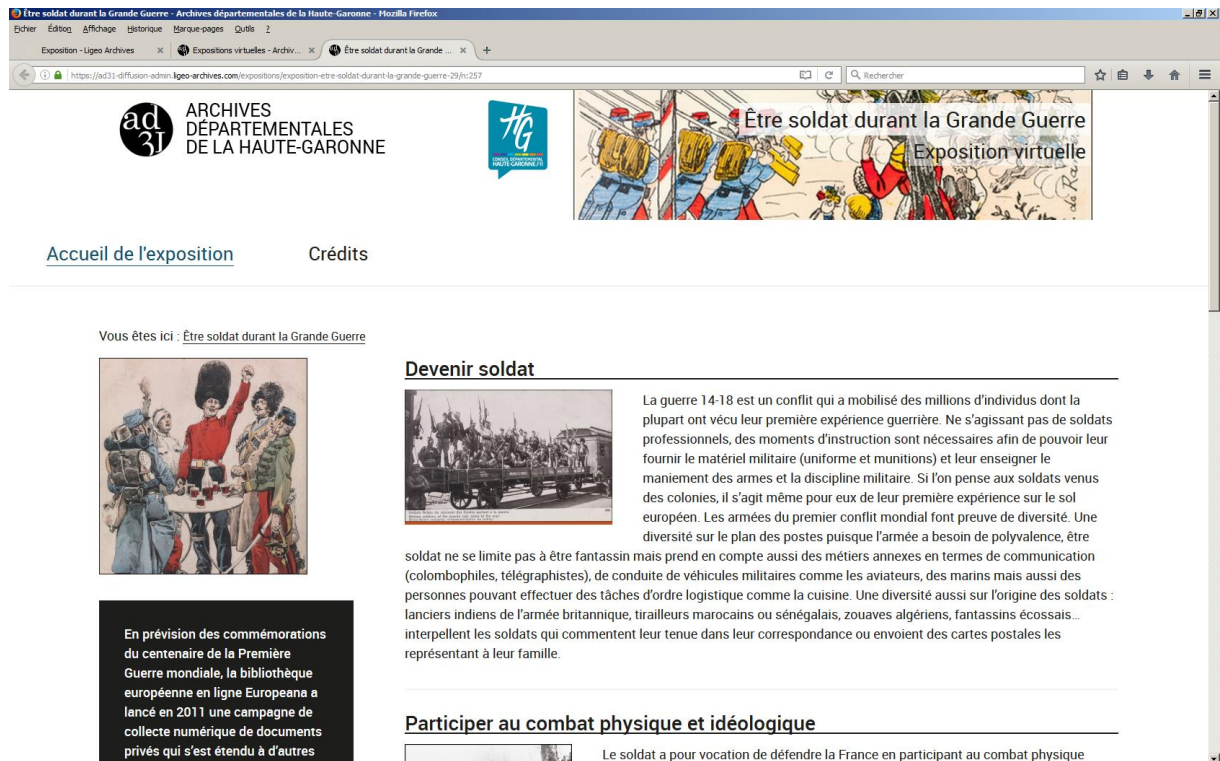 Être soldat durant la Grande Guerre - Archives départementales de la Haute-Garonne - Mozilla Firefox
Fichier Édition Affichage Historique Marque-pages Outils ?
Exposition - Ligeo Archives × Expositions virtuelles - Archiv... × Être soldat durant la Grande ... × +
https://ad31-diffusion-admin.ligeo-archives.com/expositions/exposition-etre-soldat-durant-la-grande-guerre-29/n:257
Rechercher
ad 31
ARCHIVES
DÉPARTEMENTALES
DE LA HAUTE-GARONNE
HG
CONSEIL DÉPARTEMENTAL
HAUTE-GARONNE.FR
Être soldat durant la Grande Guerre
Exposition virtuelle
Accueil de l'exposition
Crédits
Vous êtes ici : Être soldat durant la Grande Guerre
En prévision des commémorations
du centenaire de la Première
Guerre mondiale, la bibliothèque
européenne en ligne Europeana a
lancé en 2011 une campagne de
collecte numérique de documents
privés qui s'est étendu à d'autres
Devenir soldat
La guerre 14-18 est un conflit qui a mobilisé des millions d'individus dont la
plupart ont vécu leur première expérience guerrière. Ne s'agissant pas de soldats
professionnels, des moments d'instruction sont nécessaires afin de pouvoir leur
fournir le matériel militaire (uniforme et munitions) et leur enseigner le
maniement des armes et la discipline militaire. Si l'on pense aux soldats venus
des colonies, il s'agit même pour eux de leur première expérience sur le sol
européen. Les armées du premier conflit mondial font preuve de diversité. Une
diversité sur le plan des postes puisque l'armée a besoin de polyvalence, être
soldat ne se limite pas à être fantassin mais prend en compte aussi des métiers annexes en termes de communication
(colombophiles, télégraphistes), de conduite de véhicules militaires comme les aviateurs, des marins mais aussi des
personnes pouvant effectuer des tâches d'ordre logistique comme la cuisine. Une diversité aussi sur l'origine des soldats :
lanciers indiens de l'armée britannique, tirailleurs marocains ou sénégalais, zouaves algériens, fantassins écossais…
interpellent les soldats qui commentent leur tenue dans leur correspondance ou envoient des cartes postales les
représentant à leur famille.
Participer au combat physique et idéologique
Le soldat a pour vocation de défendre la France en participant au combat physique